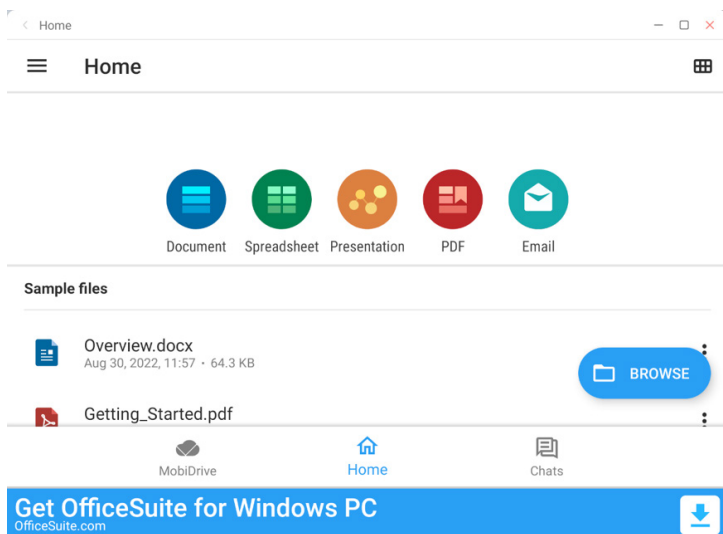 Home
Home
Document Spreadsheet Presentation PDF Email
Sample files
Overview.docx
Aug 30, 2022, 11:57 • 64.3 KB
BROWSE
Getting_Started.pdf
MobiDrive Home Chats
Get OfficeSuite for Windows PC
OfficeSuite.com